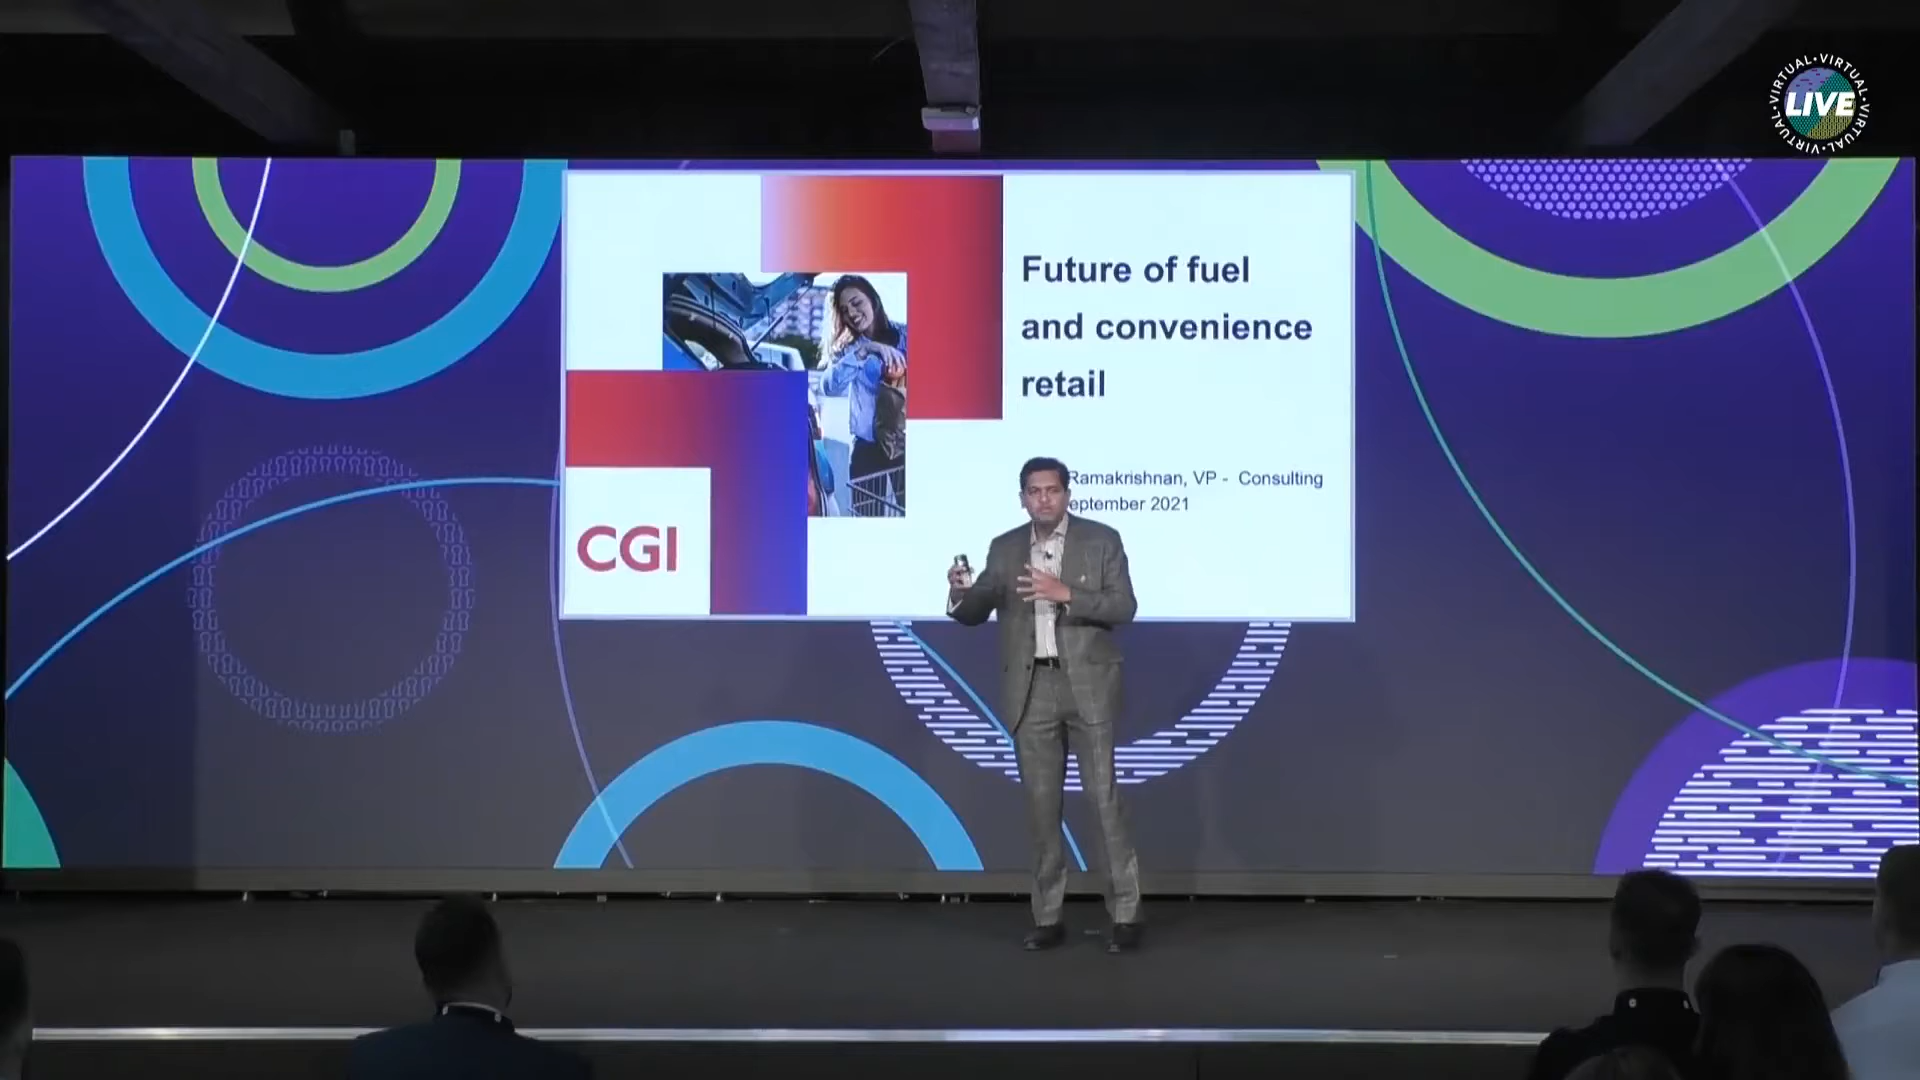 VIRTUAL • VIRTUAL • VIRTUAL • VIRTUAL •
LIVE
Future of fuel
and convenience
retail
Ramakrishnan, VP - Consulting
eptember 2021
CGI